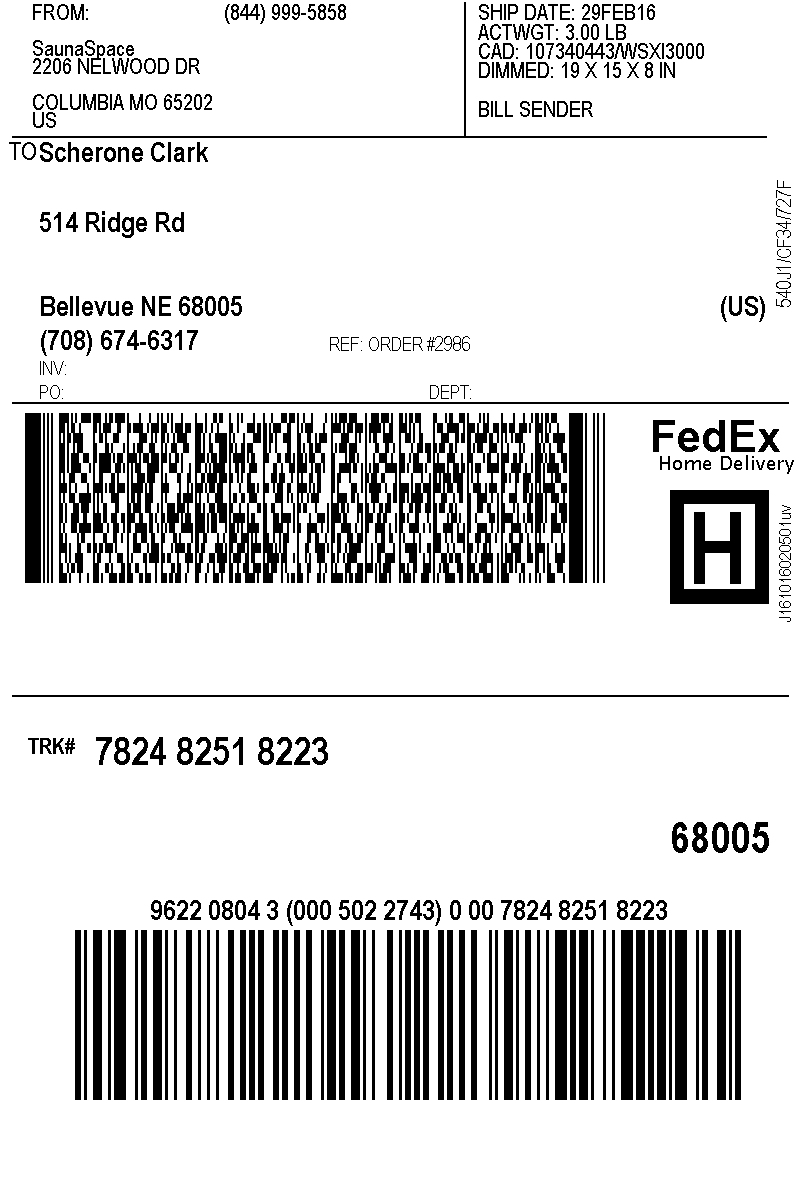 FROM: (844) 999-5858
SaunaSpace
2206 NELWOOD DR
COLUMBIA MO 65202
US
SHIP DATE: 29FEB16
ACTWGT: 3.00 LB
CAD: 107340443/WSXI3000
DIMMED: 19 X 15 X 8 IN
BILL SENDER
TO Scherone Clark
514 Ridge Rd
Bellevue NE 68005 (US)
(708) 674-6317 REF: ORDER #2986
INV:
PO: DEPT:
540J1/CF34/727F
FedEx
Home Delivery
H
J161016020501uv
TRK# 7824 8251 8223
68005
9622 0804 3 (000 502 2743) 0 00 7824 8251 8223